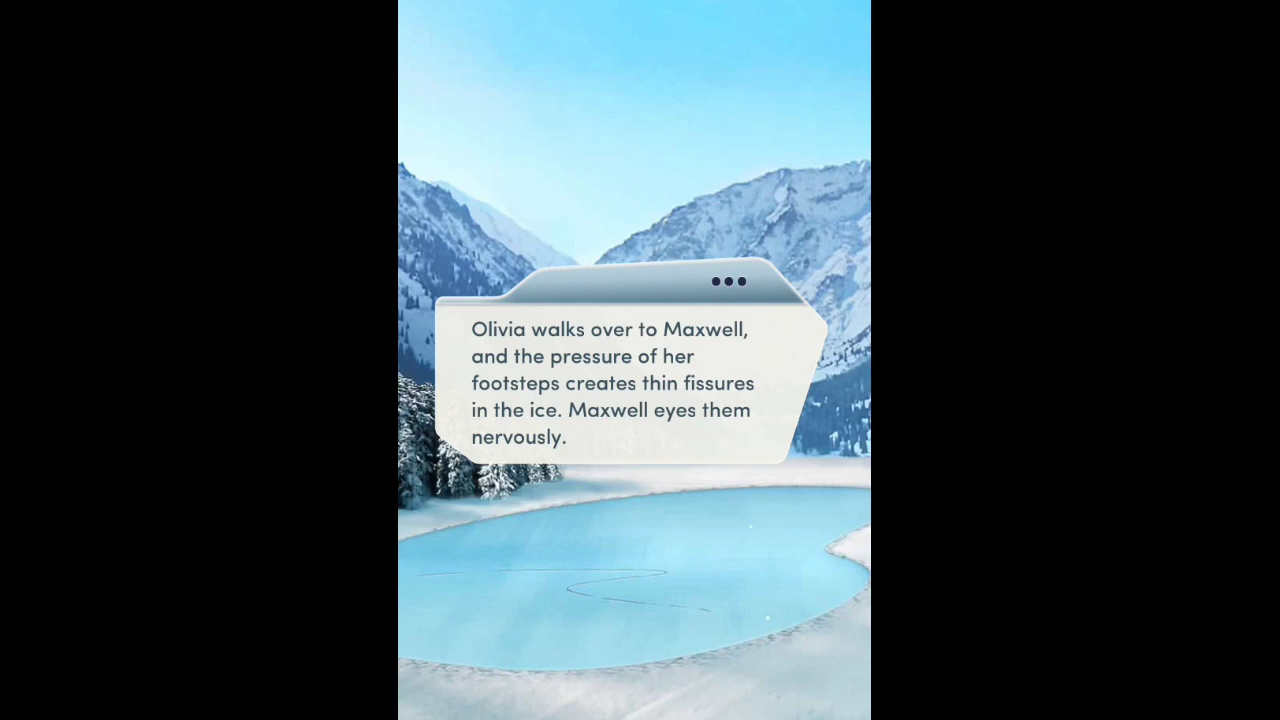 Olivia walks over to Maxwell,
and the pressure of her
footsteps creates thin fissures
in the ice. Maxwell eyes them
nervously.